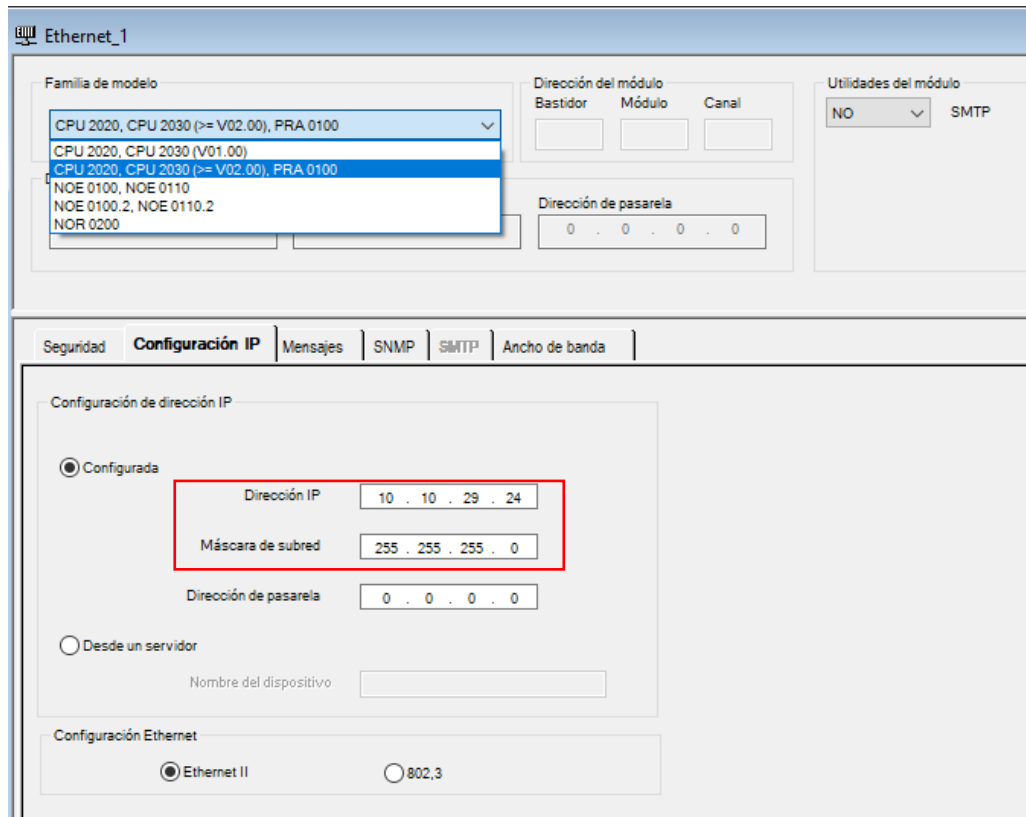 Ethernet_1
Familia de modelo
CPU 2020, CPU 2030 (>= V02.00), PRA 0100
CPU 2020, CPU 2030 (V01.00)
CPU 2020, CPU 2030 (>= V02.00), PRA 0100
NOE 0100, NOE 0110
NOE 0100.2, NOE 0110.2
NOR 0200
Dirección del módulo
Bastidor Módulo Canal
Utilidades del módulo
NO SMTP
Dirección de pasarela
0 . 0 . 0 . 0
Seguridad Configuración IP Mensajes SNMP SMTP Ancho de banda
Configuración de dirección IP
Configurada
Dirección IP 10 . 10 . 29 . 24
Máscara de subred 255 . 255 . 255 . 0
Dirección de pasarela 0 . 0 . 0 . 0
Desde un servidor
Nombre del dispositivo
Configuración Ethernet
Ethernet II 802,3